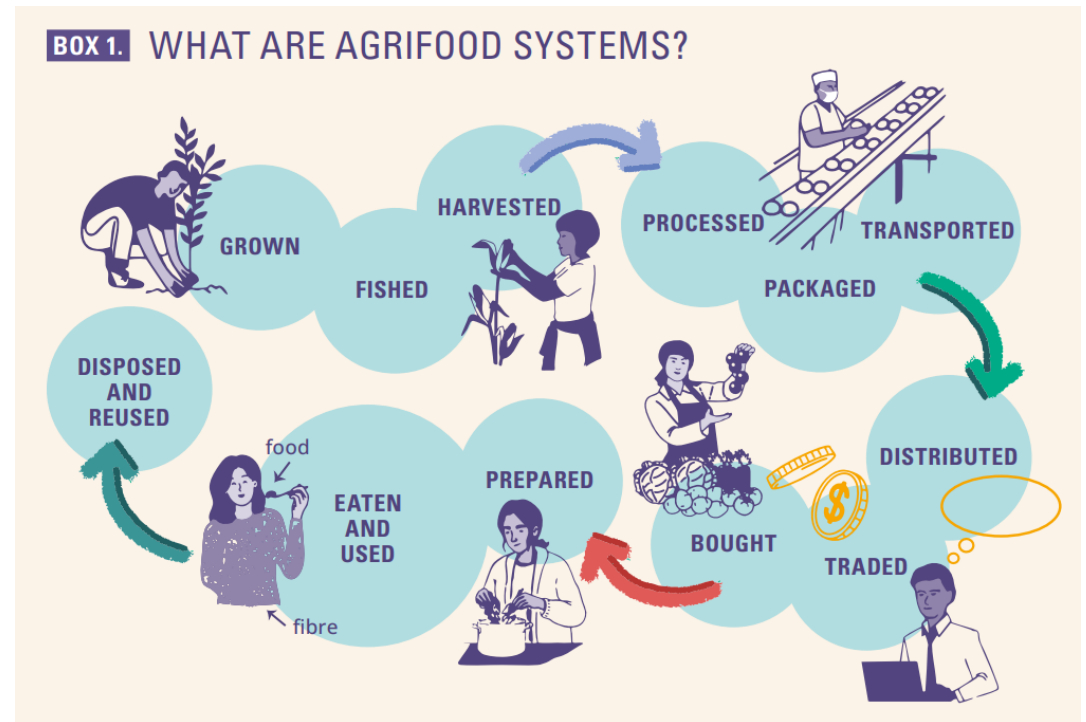 BOX 1. WHAT ARE AGRIFOOD SYSTEMS?
GROWN
FISHED
HARVESTED
PROCESSED
PACKAGED
TRANSPORTED
DISTRIBUTED
$
TRADED
BOUGHT
PREPARED
EATEN
AND
USED
food
fibre
DISPOSED
AND
REUSED